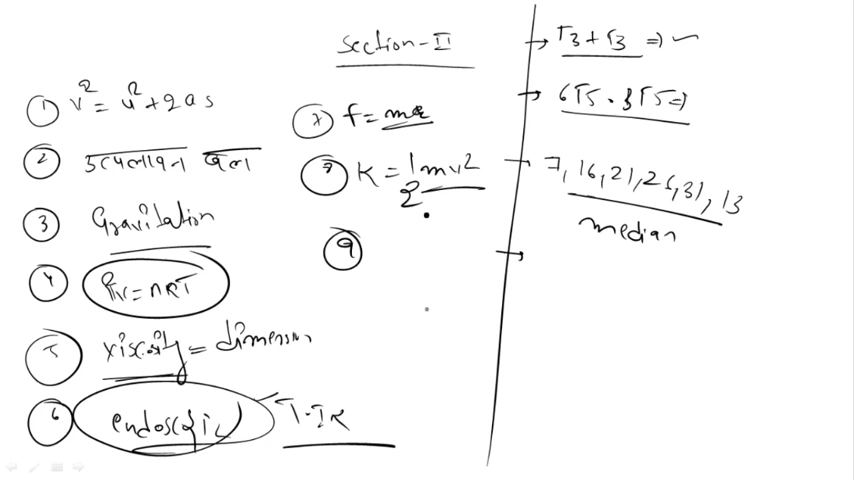 Section-II
① v² = u² + 2as
② उत्पलावन बल
③ Gravitation
④ PV = nRT
⑤ viscosity = dimension
⑥ endoscopic T.IR
⑦ f = ma
K = 1/2 mv²
⑨
→ √3 + √3 ⇒
→ 6√5 . 8√5 ⇒
→ 7, 16, 21, 26, 31, 13
median
→